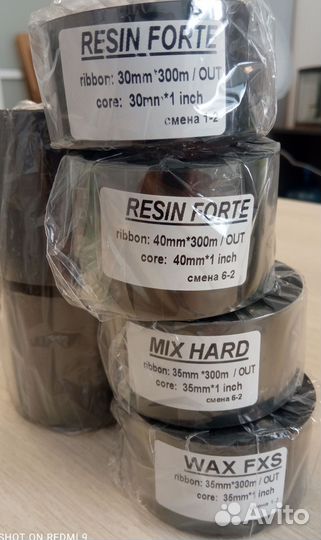 RESIN FORTE
ribbon: 30mm*300m / OUT
core: 30mm*1 inch
смена 1-2
RESIN FORTE
ribbon: 40mm*300m / OUT
core: 40mm*1 inch
смена 6-2
MIX HARD
ribbon: 35mm *300m / OUT
core: 35mm*1 inch
смена 6-2
WAX FXS
ribbon: 35mm*300m / OUT
core: 35mm*1 inch
SHOT ON REDMI 9
Avito